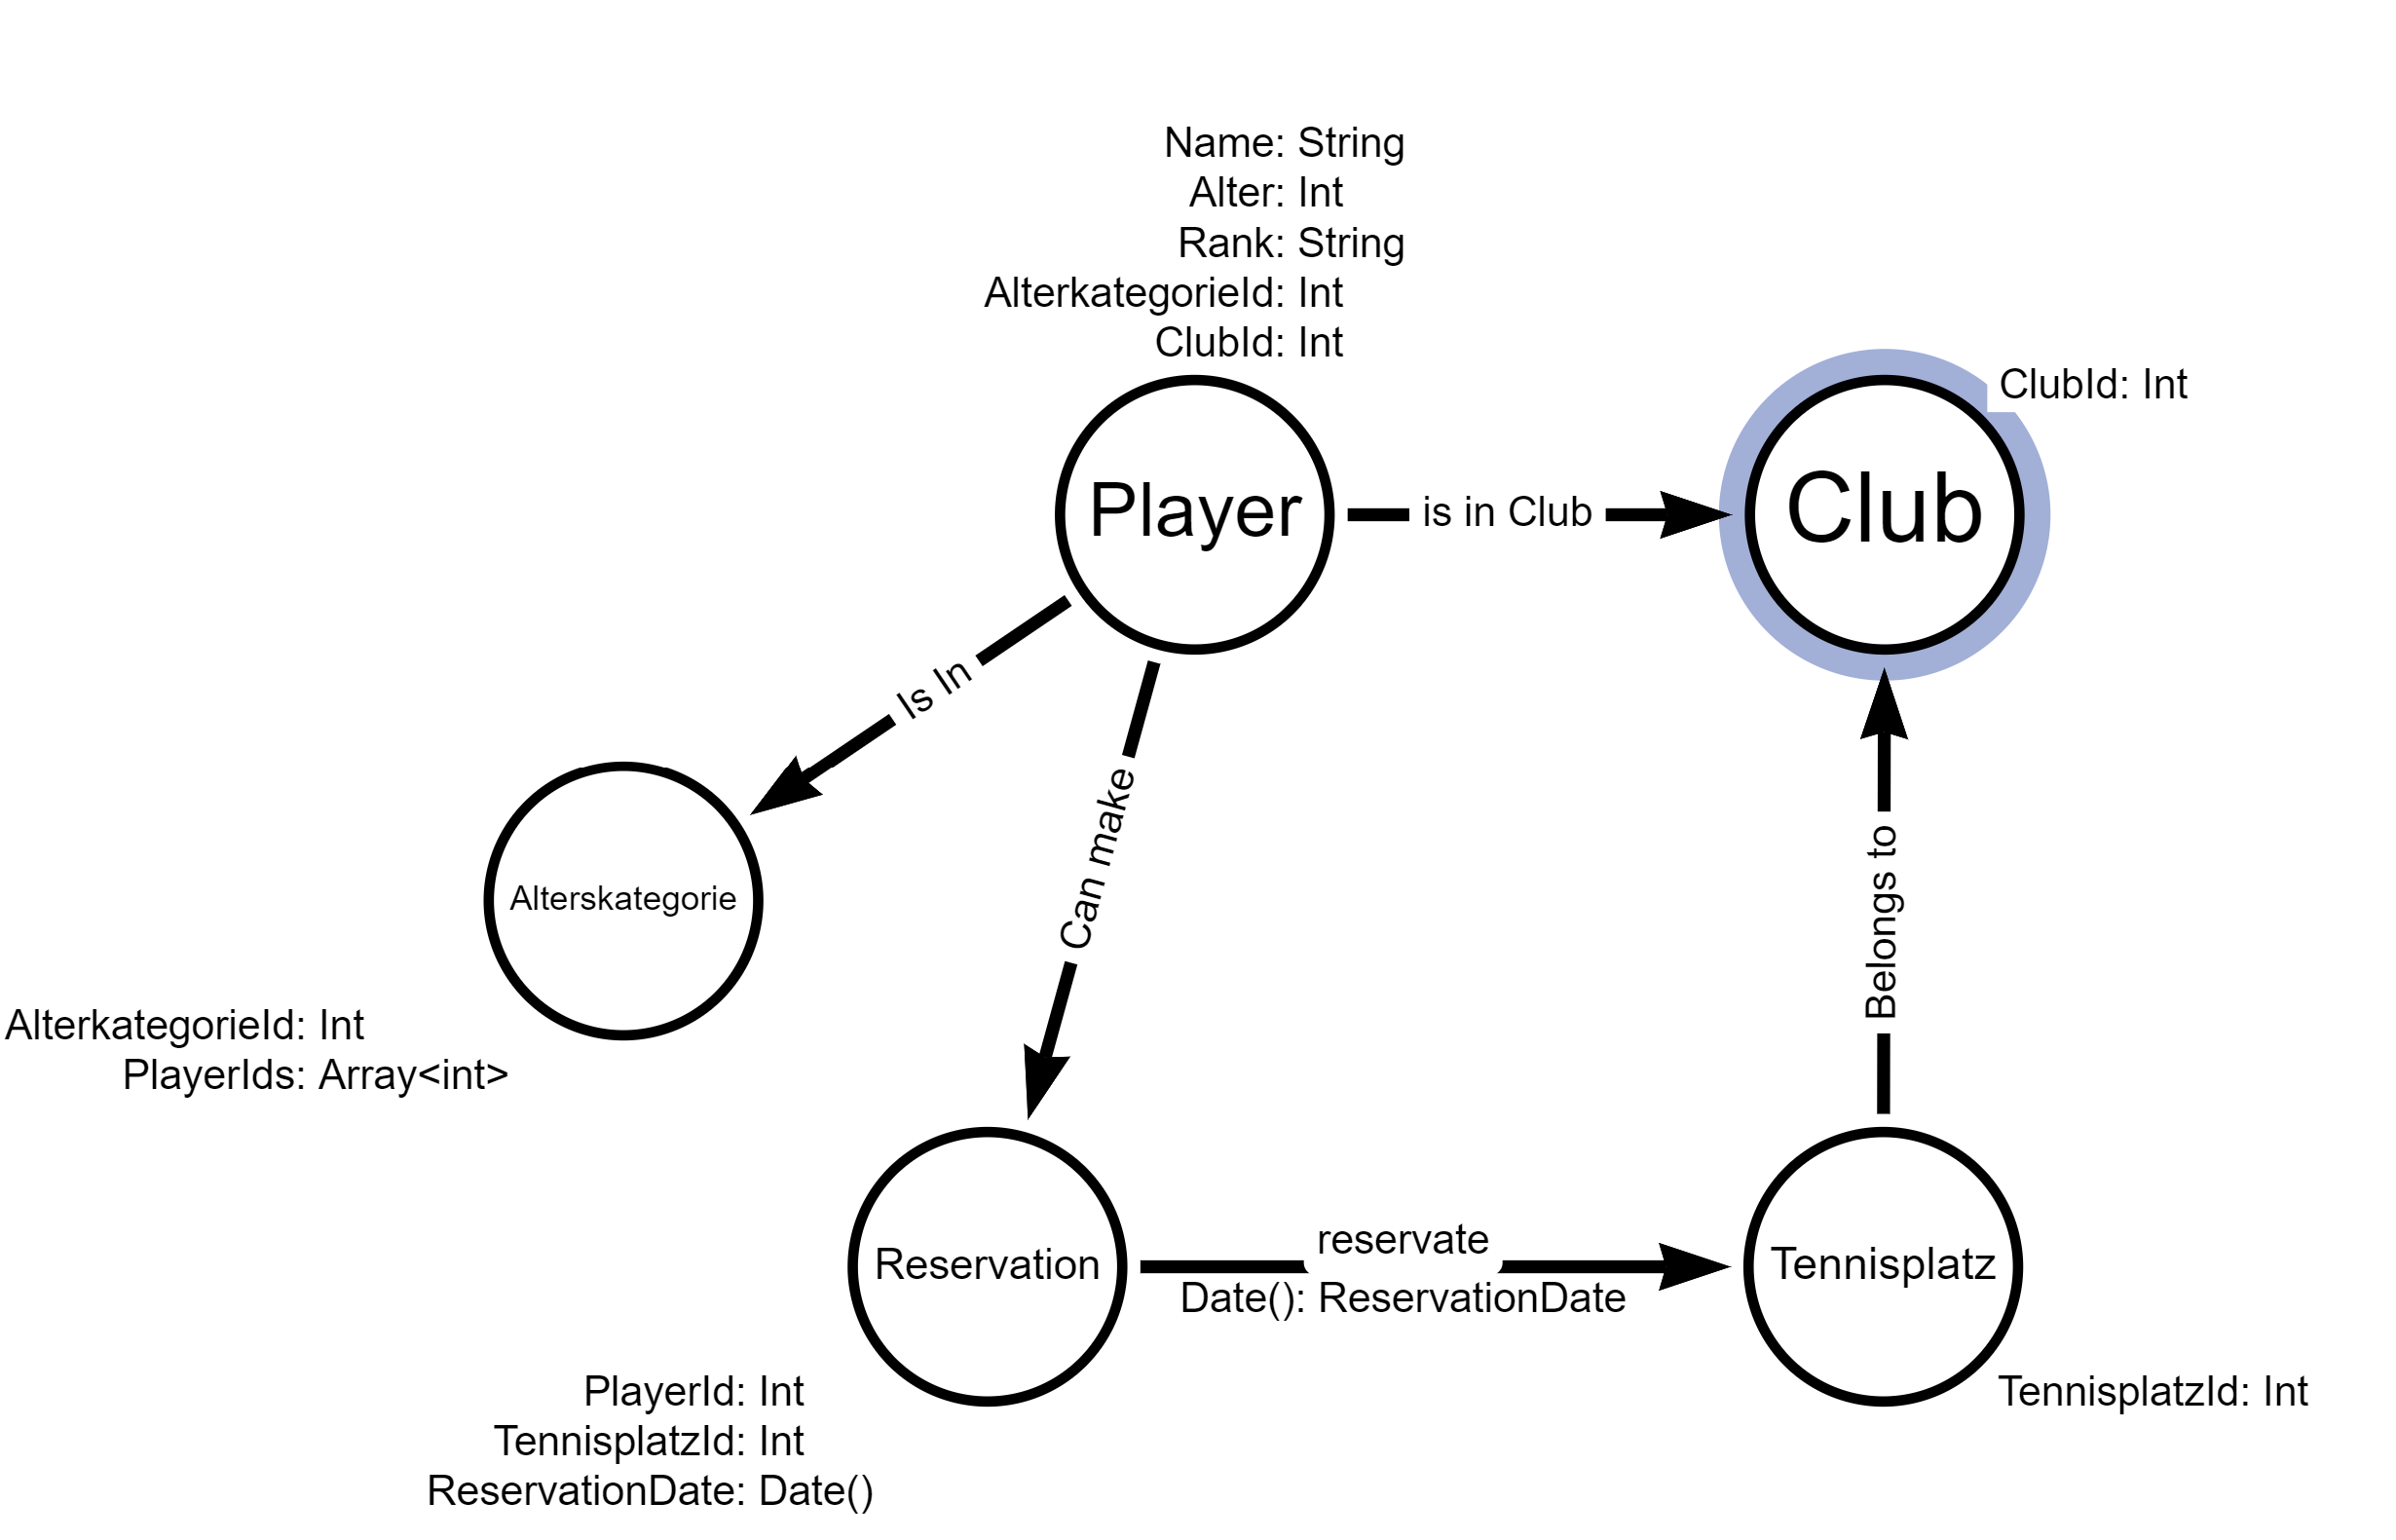 Name: String
Alter: Int
Rank: String
AlterkategorieId: Int
ClubId: Int
Player
is in Club
Club
ClubId: Int
Is In
Can make
Belongs to
Alterskategorie
AlterkategorieId: Int
PlayerIds: Array<int>
Reservation
reservate
Date(): ReservationDate
Tennisplatz
PlayerId: Int
TennisplatzId: Int
ReservationDate: Date()
TennisplatzId: Int